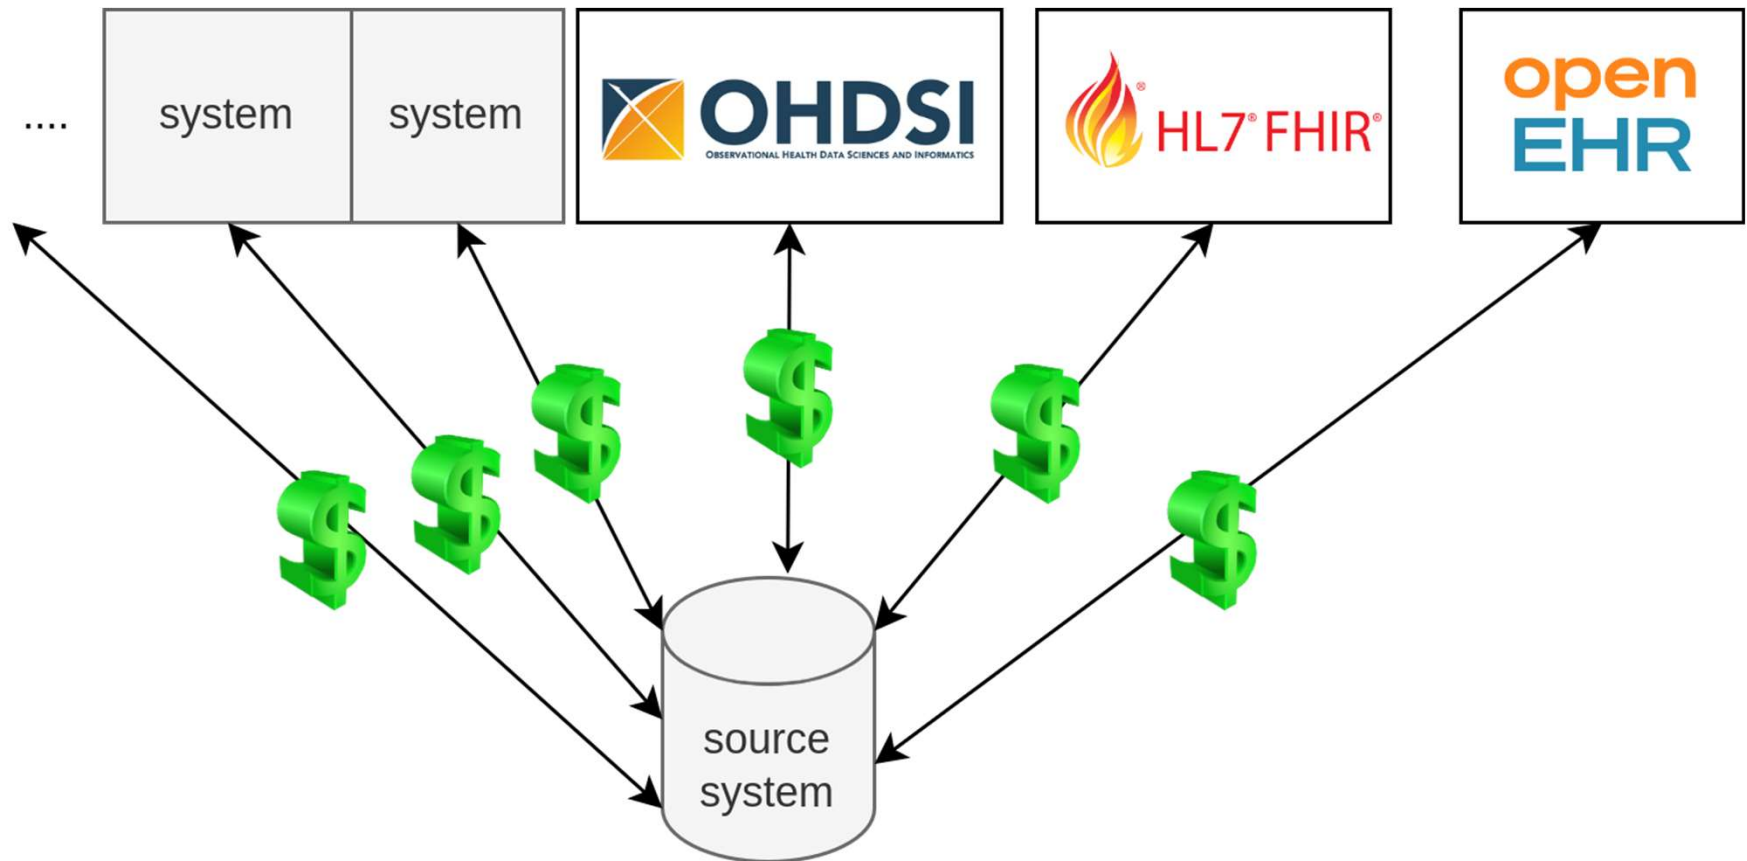 ....
system
system
OHDSI
OBSERVATIONAL HEALTH DATA SCIENCES AND INFORMATICS
HL7® FHIR®
®
open
EHR
$
$
$
$
$
$
source
system